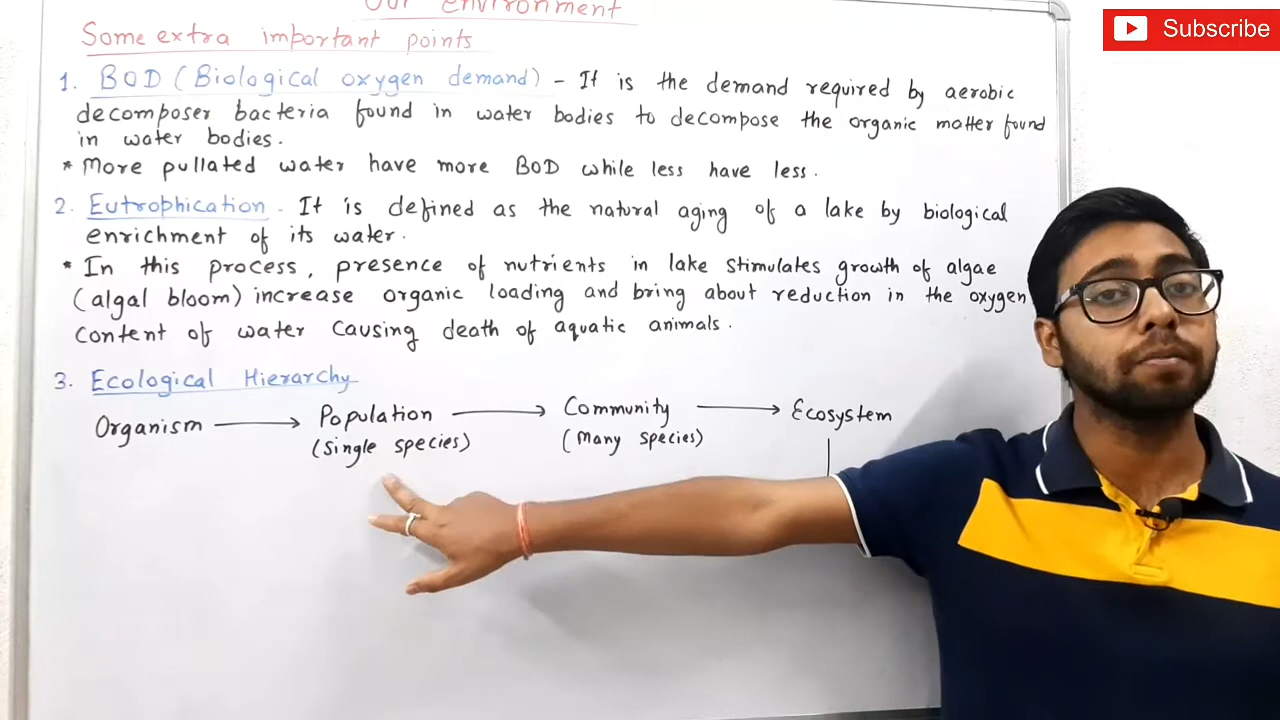 Our environment
Subscribe
Some extra important points
1. BOD (Biological oxygen demand) - It is the demand required by aerobic
decomposer bacteria found in water bodies to decompose the organic matter found
in water bodies.
* More pullated water have more BOD while less have less.
2. Eutrophication - It is defined as the natural aging of a lake by biological
enrichment of its water.
* In this process, presence of nutrients in lake stimulates growth of algae
(algal bloom) increase organic loading and bring about reduction in the oxygen
content of water causing death of aquatic animals.
3. Ecological Hierarchy
Organism → Population → Community → Ecosystem
(Single species) (Many species)